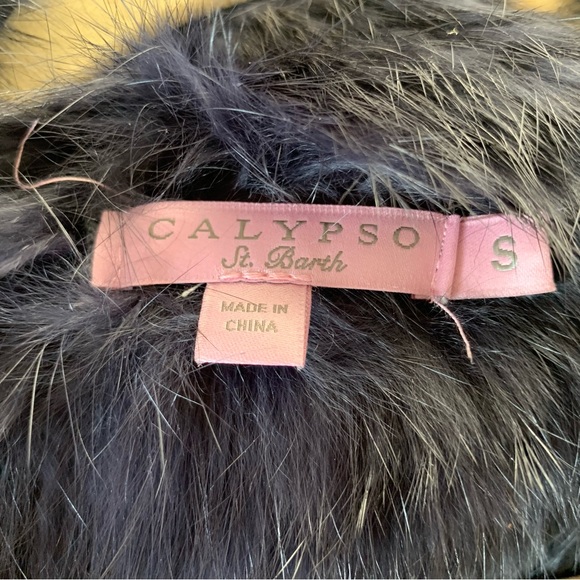 CALYPSO
St. Barth
S
MADE IN
CHINA